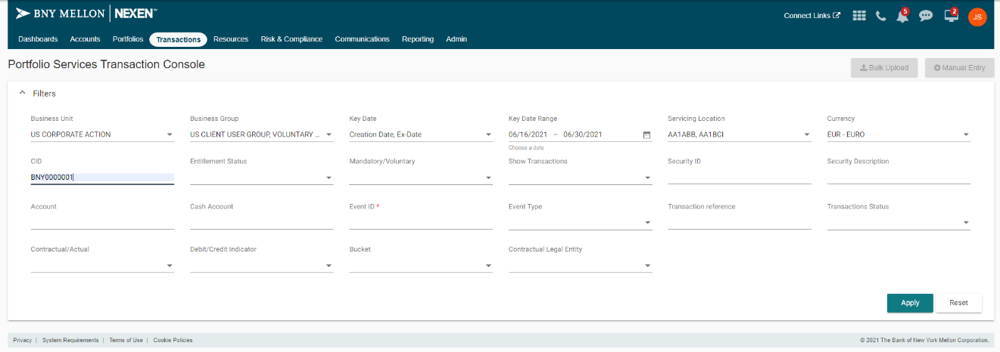 BNY MELLON | NEXEN™
Connect Links
5
2
JS
Dashboards Accounts Portfolios Transactions Resources Risk & Compliance Communications Reporting Admin
Portfolio Services Transaction Console
Bulk Upload
Manual Entry
Filters
Business Unit Business Group Key Date Key Date Range Servicing Location Currency
US CORPORATE ACTION US CLIENT USER GROUP, VOLUNTARY ... Creation Date, Ex-Date 06/16/2021 – 06/30/2021 AA1ABB, AA1BCI EUR - EURO
Choose a date
CID Entitlement Status Mandatory/Voluntary Show Transactions Security ID Security Description
BNY0000001
Account Cash Account Event ID * Event Type Transaction reference Transactions Status
Contractual/Actual Debit/Credit Indicator Bucket Contractual Legal Entity
Apply Reset
Privacy | System Requirements | Terms of Use | Cookie Policies © 2021 The Bank of New York Mellon Corporation.